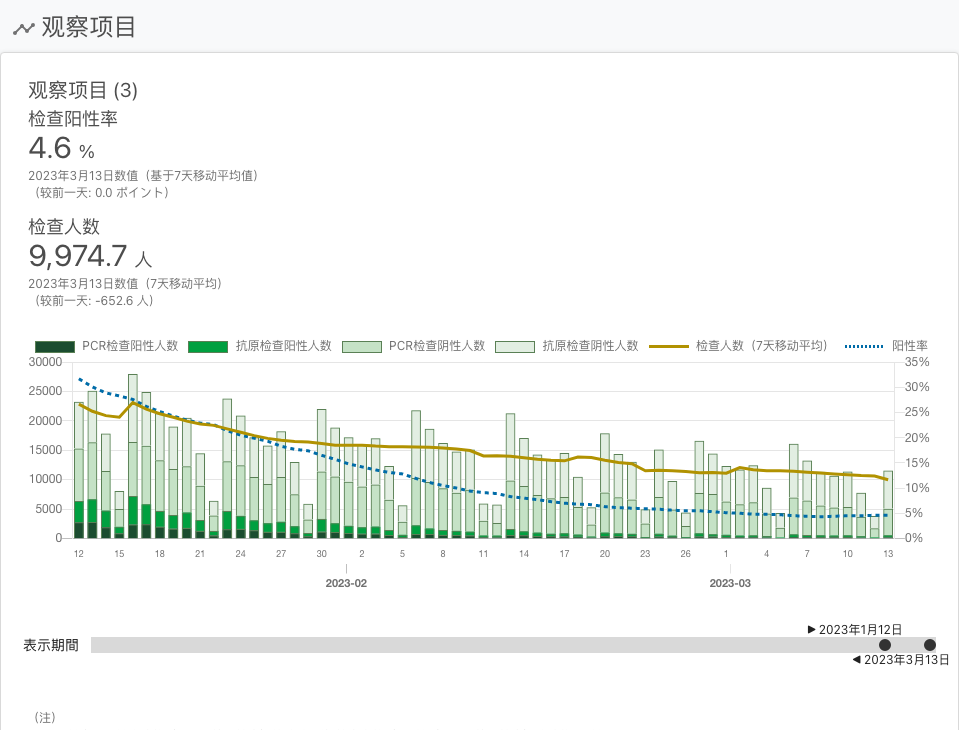 观察项目
观察项目 (3)
检查阳性率
4.6 %
2023年3月13日数值（基于7天移动平均值）
（较前一天: 0.0 ポイント）
检查人数
9,974.7 人
2023年3月13日数值（7天移动平均）
（较前一天: -652.6 人）
PCR检查阳性人数 抗原检查阳性人数 PCR检查阴性人数 抗原检查阴性人数 检查人数（7天移动平均） 阳性率
30000 35%
25000 30%
20000 25%
15000 20%
10000 15%
5000 10%
0 5%
0%
12 15 18 21 24 27 30 2 5 8 11 14 17 20 23 26 1 4 7 10 13
2023-02 2023-03
▶ 2023年1月12日
表示期間
◀ 2023年3月13日
（注）